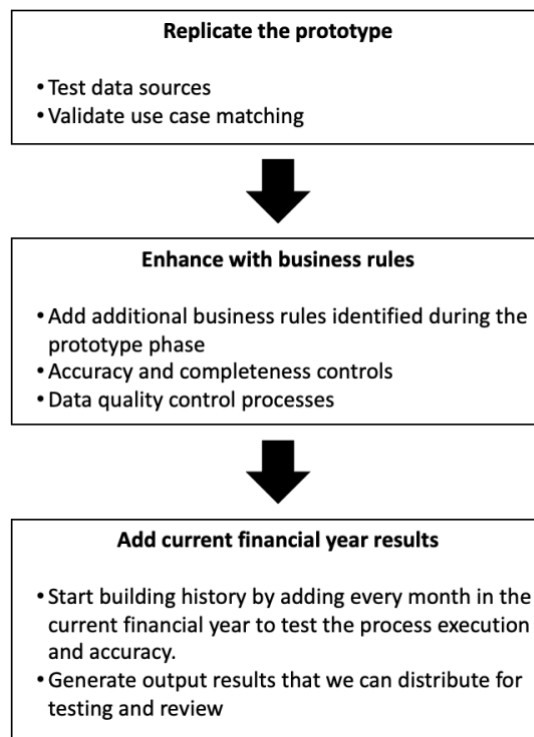 Replicate the prototype
• Test data sources
• Validate use case matching
Enhance with business rules
• Add additional business rules identified during the
prototype phase
• Accuracy and completeness controls
• Data quality control processes
Add current financial year results
• Start building history by adding every month in the
current financial year to test the process execution
and accuracy.
• Generate output results that we can distribute for
testing and review